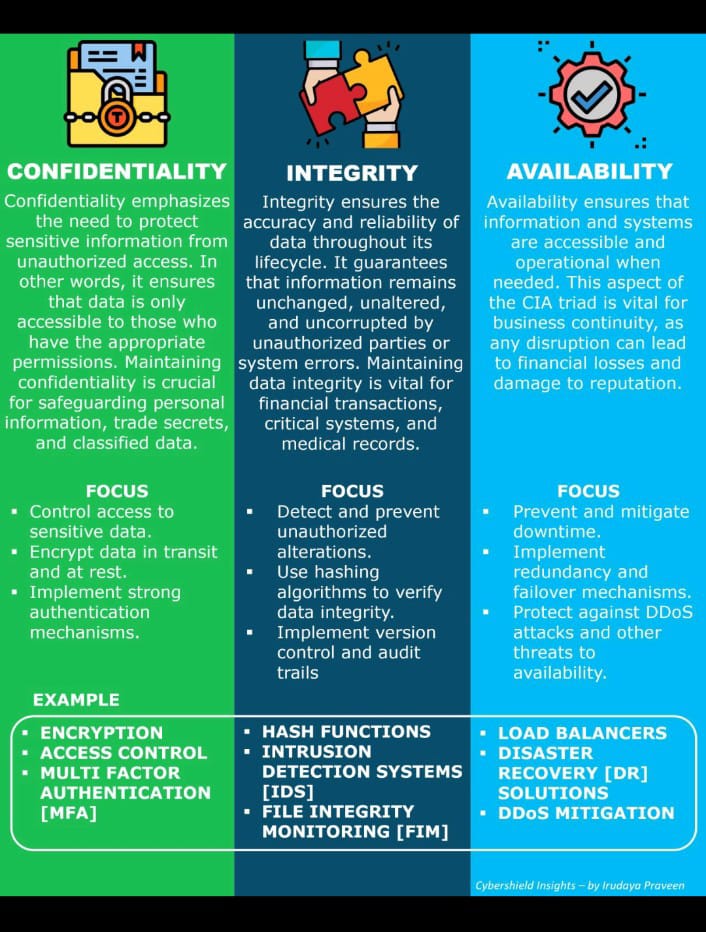 CONFIDENTIALITY
Confidentiality emphasizes
the need to protect
sensitive information from
unauthorized access. In
other words, it ensures
that data is only
accessible to those who
have the appropriate
permissions. Maintaining
confidentiality is crucial
for safeguarding personal
information, trade secrets,
and classified data.
FOCUS
▪ Control access to
sensitive data.
▪ Encrypt data in transit
and at rest.
▪ Implement strong
authentication
mechanisms.
EXAMPLE
▪ ENCRYPTION
▪ ACCESS CONTROL
▪ MULTI FACTOR
AUTHENTICATION
[MFA]
INTEGRITY
Integrity ensures the
accuracy and reliability of
data throughout its
lifecycle. It guarantees
that information remains
unchanged, unaltered,
and uncorrupted by
unauthorized parties or
system errors. Maintaining
data integrity is vital for
financial transactions,
critical systems, and
medical records.
FOCUS
▪ Detect and prevent
unauthorized
alterations.
▪ Use hashing
algorithms to verify
data integrity.
▪ Implement version
control and audit
trails
▪ HASH FUNCTIONS
▪ INTRUSION
DETECTION SYSTEMS
[IDS]
▪ FILE INTEGRITY
MONITORING [FIM]
AVAILABILITY
Availability ensures that
information and systems
are accessible and
operational when
needed. This aspect of
the CIA triad is vital for
business continuity, as
any disruption can lead
to financial losses and
damage to reputation.
FOCUS
▪ Prevent and mitigate
downtime.
▪ Implement
redundancy and
failover mechanisms.
▪ Protect against DDoS
attacks and other
threats to
availability.
▪ LOAD BALANCERS
▪ DISASTER
RECOVERY [DR]
SOLUTIONS
▪ DDoS MITIGATION
Cybershield Insights – by Irudaya Praveen